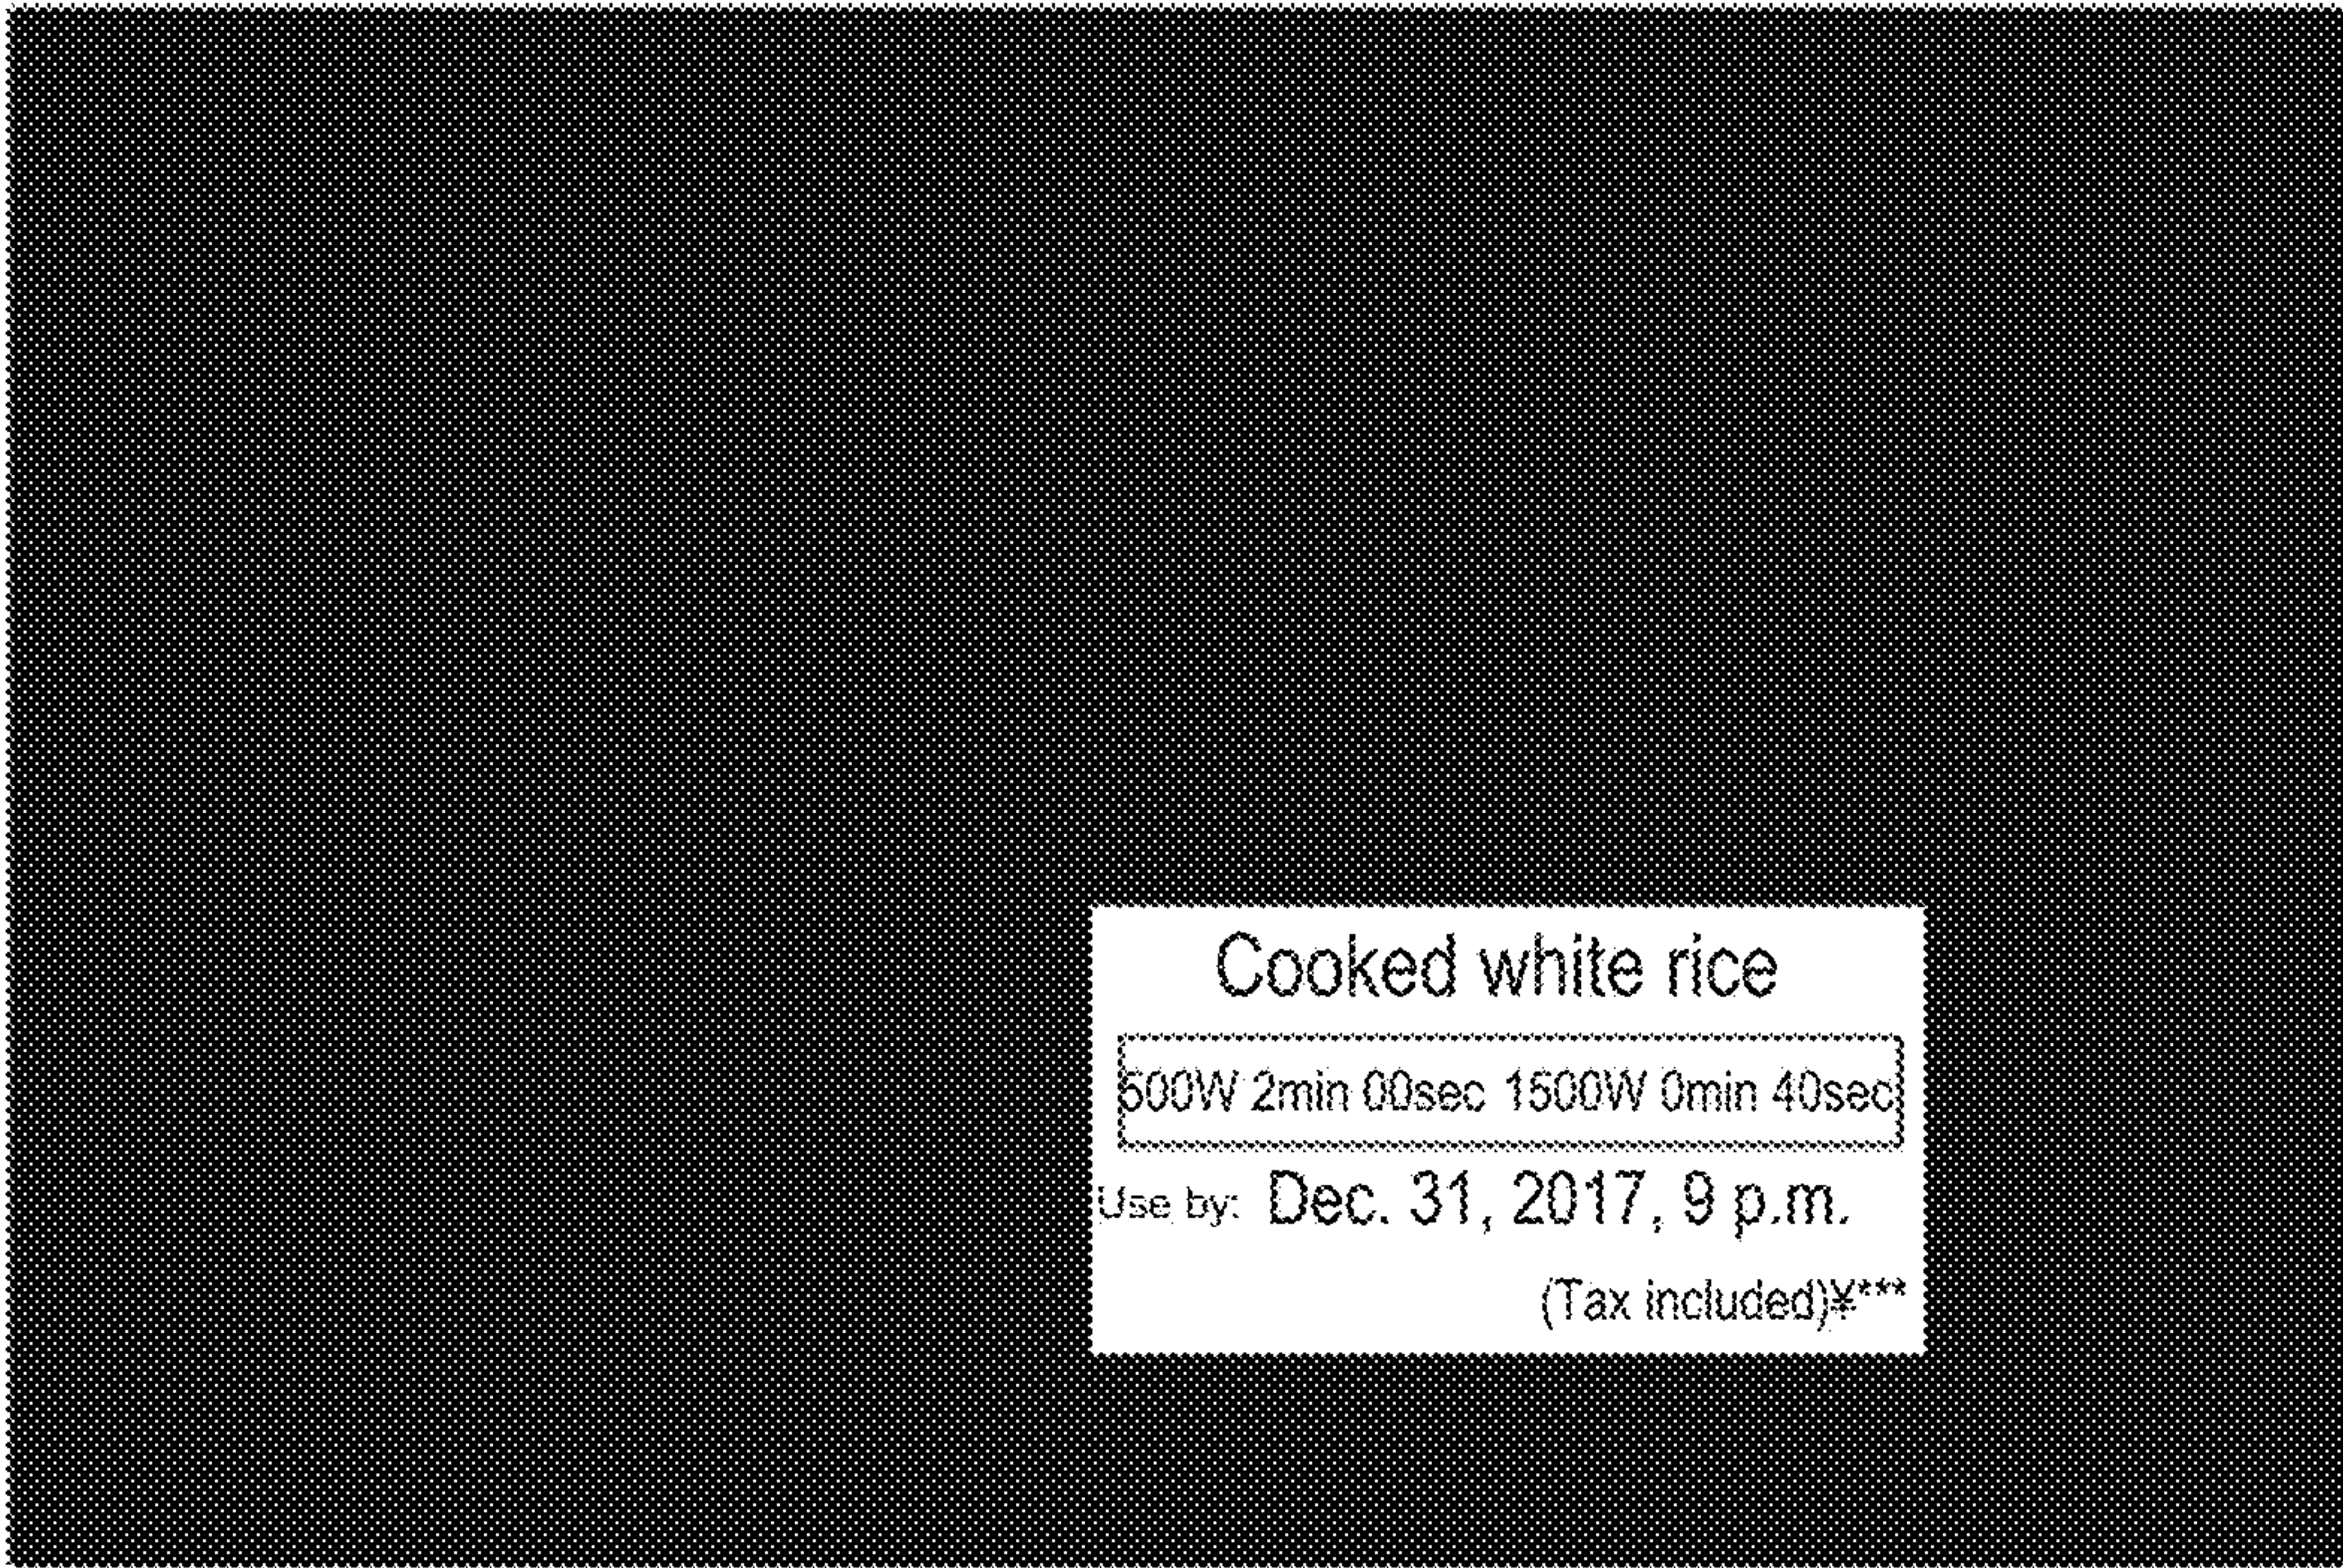 Cooked white rice
500W 2min 00sec 1500W 0min 40sec
Use by: Dec. 31, 2017, 9 p.m.
(Tax included)¥***